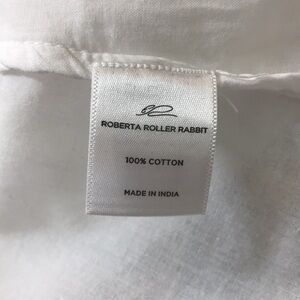 ROBERTA ROLLER RABBIT
100% COTTON
MADE IN INDIA